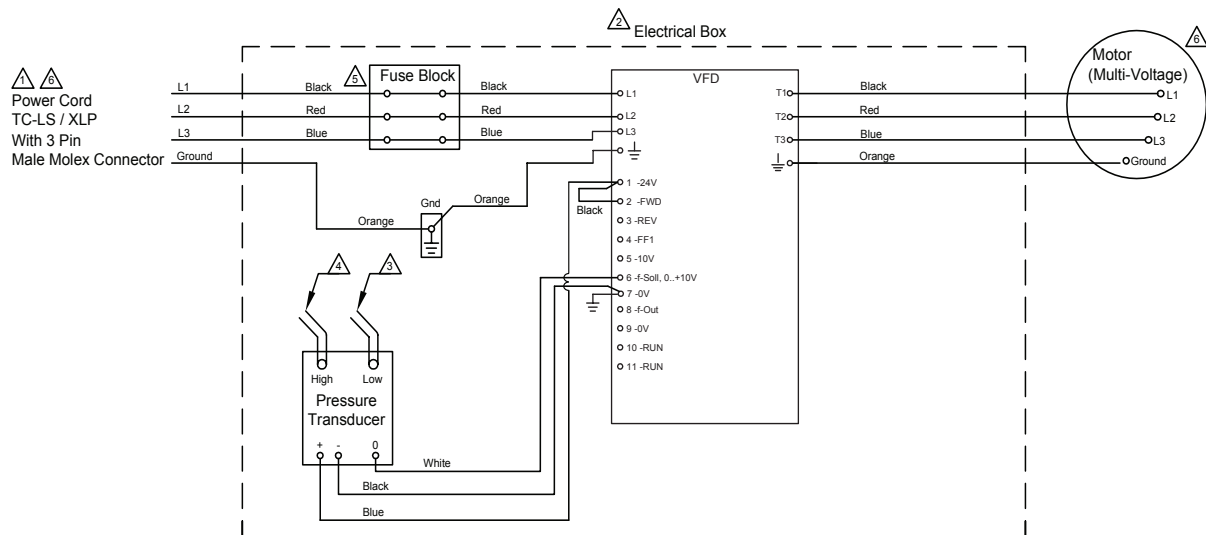 2
Electrical Box
1 6
Power Cord
TC-LS / XLP
With 3 Pin
Male Molex Connector
L1
L2
L3
Ground
Black
Red
Blue
5
Fuse Block
Black
Red
Blue
VFD
L1
L2
L3
T1
T2
T3
Black
Red
Blue
Orange
6
Motor
(Multi-Voltage)
L1
L2
L3
Ground
Orange
Gnd
Orange
Black
1 -24V
2 -FWD
3 -REV
4 -FF1
5 -10V
6 -f-Soll, 0..+10V
7 -0V
8 -f-Out
9 -0V
10 -RUN
11 -RUN
4
3
High
Low
Pressure
Transducer
+ - 0
White
Black
Blue